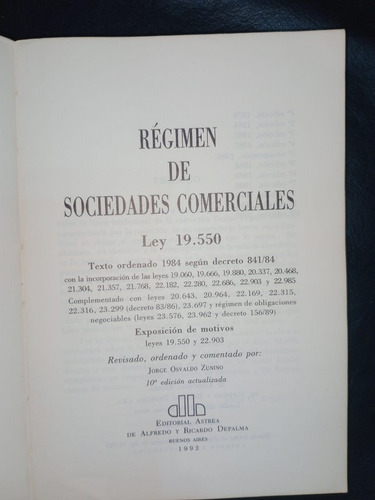 RÉGIMEN
DE
SOCIEDADES COMERCIALES
Ley 19.550
Texto ordenado 1984 según decreto 841/84
con la incorporación de las leyes 19.060, 19.666, 19.880, 20.337, 20.468,
21.304, 21.357, 21.768, 22.182, 22.280, 22.686, 22.903 y 22.985
Complementado con leyes 20.643, 20.964, 22.169, 22.315,
22.316, 23.299 (decreto 83/86), 23.697 y régimen de obligaciones
negociables (leyes 23.576, 23.962 y decreto 156/89)
Exposición de motivos
leyes 19.550 y 22.903
Revisado, ordenado y comentado por:
JORGE OSVALDO ZUNINO
10ª edición actualizada
EDITORIAL ASTREA
DE ALFREDO Y RICARDO DEPALMA
BUENOS AIRES
1992